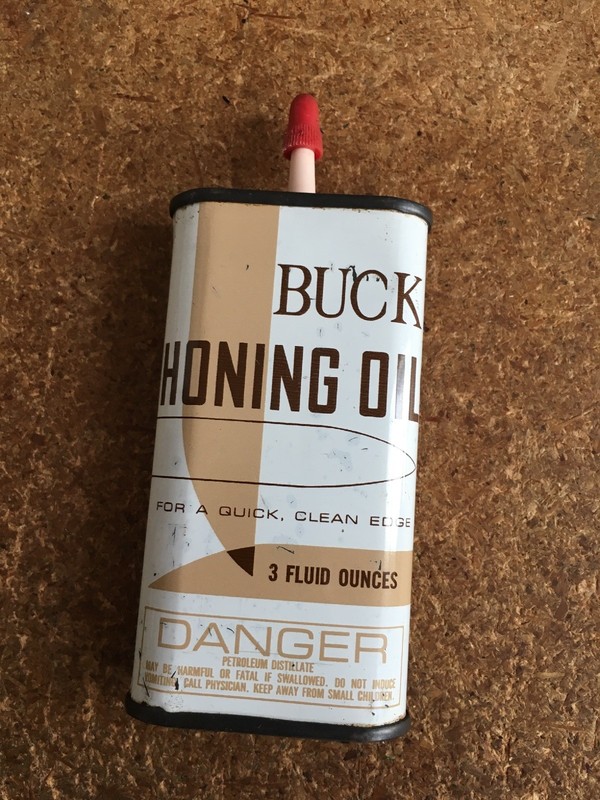 BUCK
HONING OIL
FOR A QUICK, CLEAN EDGE
3 FLUID OUNCES
DANGER
PETROLEUM DISTILLATE
MAY BE HARMFUL OR FATAL IF SWALLOWED. DO NOT INDUCE
VOMITING. CALL PHYSICIAN. KEEP AWAY FROM SMALL CHILDREN.